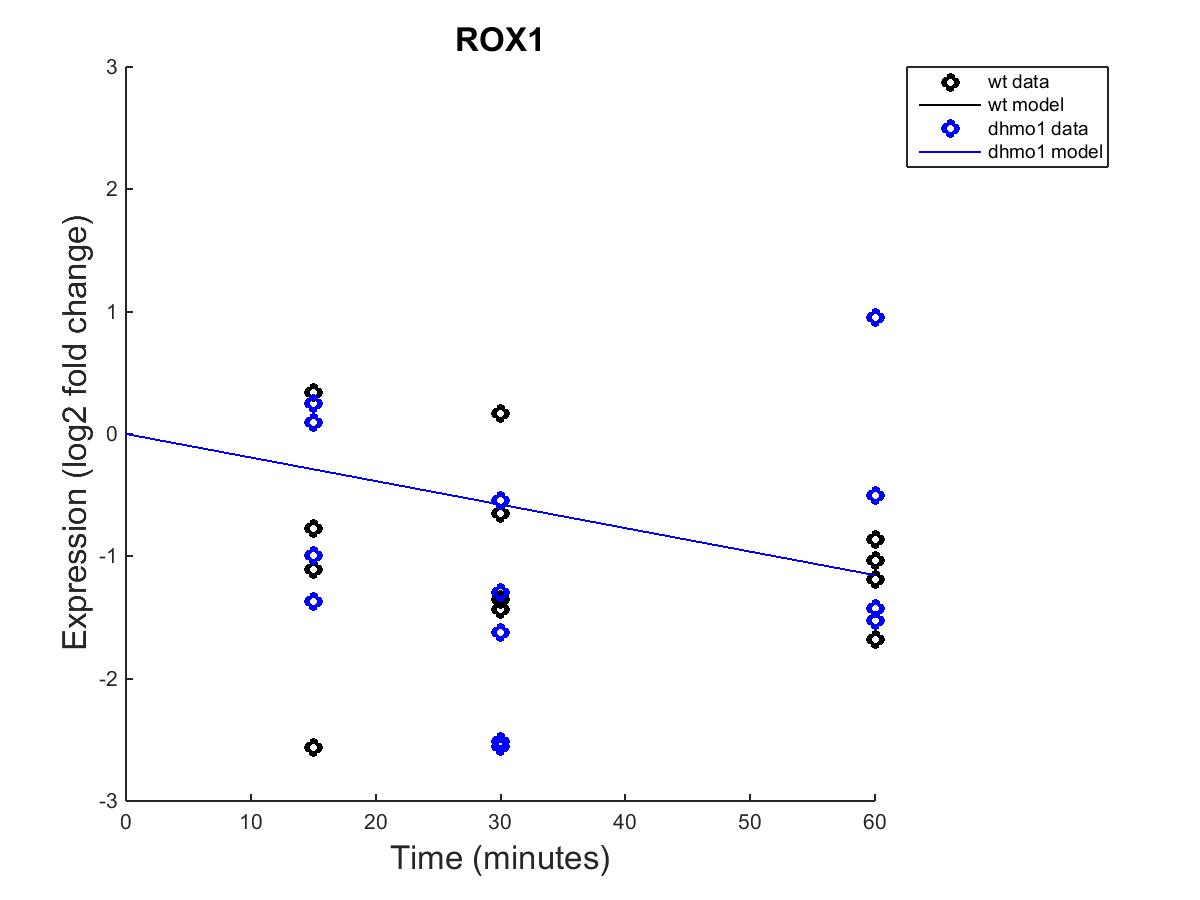 ROX1
wt data
wt model
dhmo1 data
dhmo1 model
Expression (log2 fold change)
3
2
1
0
-1
-2
-3
0 10 20 30 40 50 60
Time (minutes)